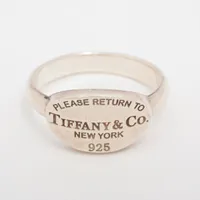 PLEASE RETURN TO
TIFFANY & CO.
NEW YORK
925